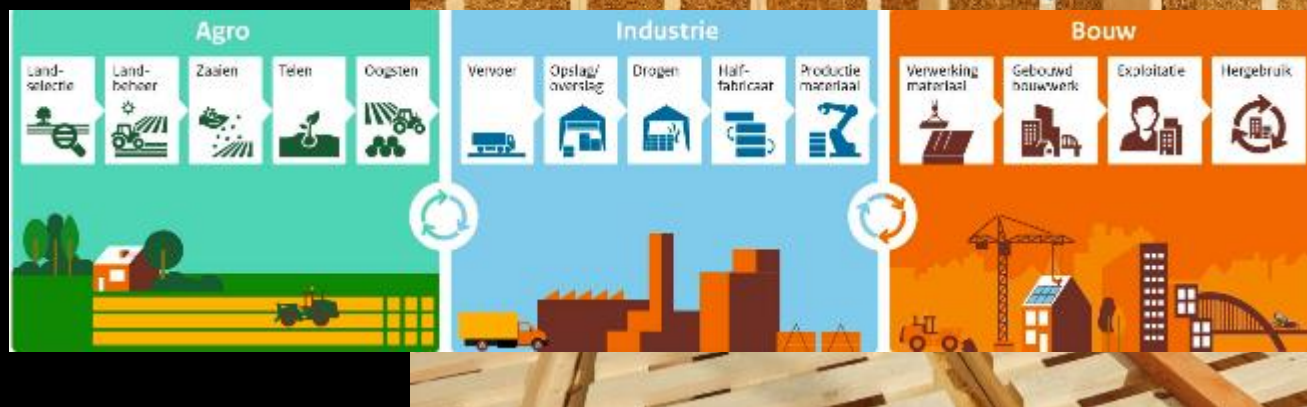 Agro
Land-
selectie
Land-
beheer
Zaaien
Telen
Oogsten
Industrie
Vervoer
Opslag/
overslag
Drogen
Half-
fabricaat
Productie
materiaal
Bouw
Verwerking
materiaal
Gebouwd
bouwwerk
Exploitatie
Hergebruik